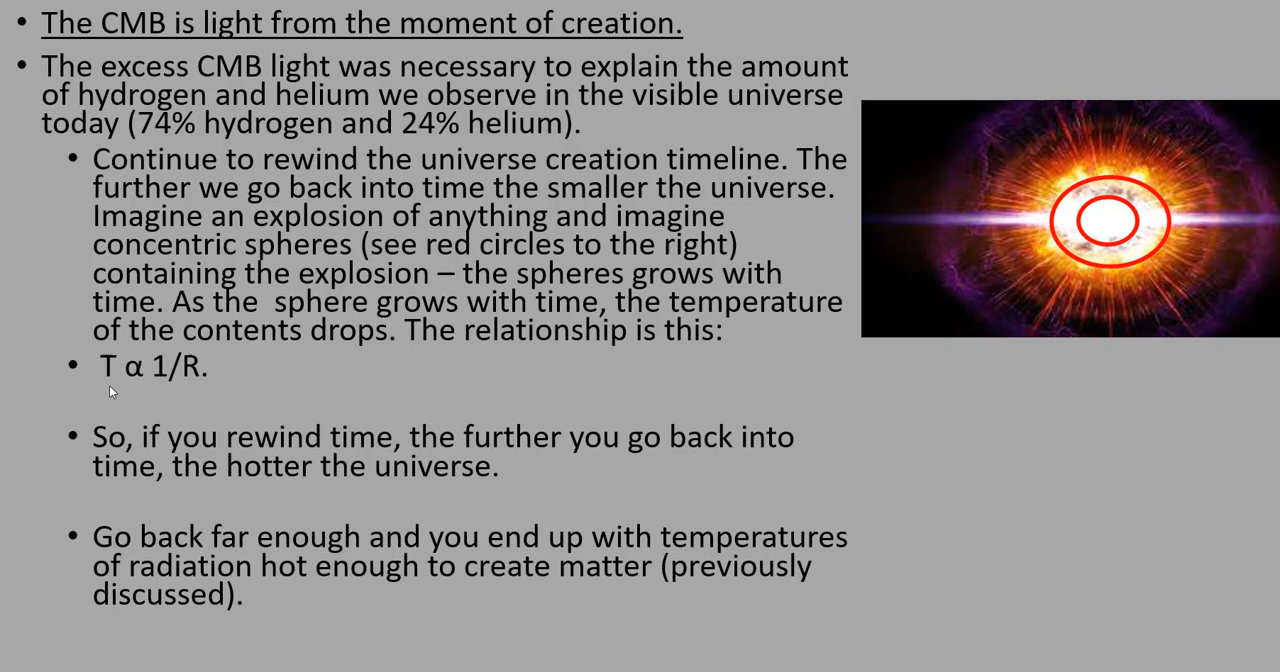 • The CMB is light from the moment of creation.
• The excess CMB light was necessary to explain the amount
of hydrogen and helium we observe in the visible universe
today (74% hydrogen and 24% helium).
• Continue to rewind the universe creation timeline. The
further we go back into time the smaller the universe.
Imagine an explosion of anything and imagine
concentric spheres (see red circles to the right)
containing the explosion – the spheres grows with
time. As the  sphere grows with time, the temperature
of the contents drops. The relationship is this:
• T α 1/R.
• So, if you rewind time, the further you go back into
time, the hotter the universe.
• Go back far enough and you end up with temperatures
of radiation hot enough to create matter (previously
discussed).